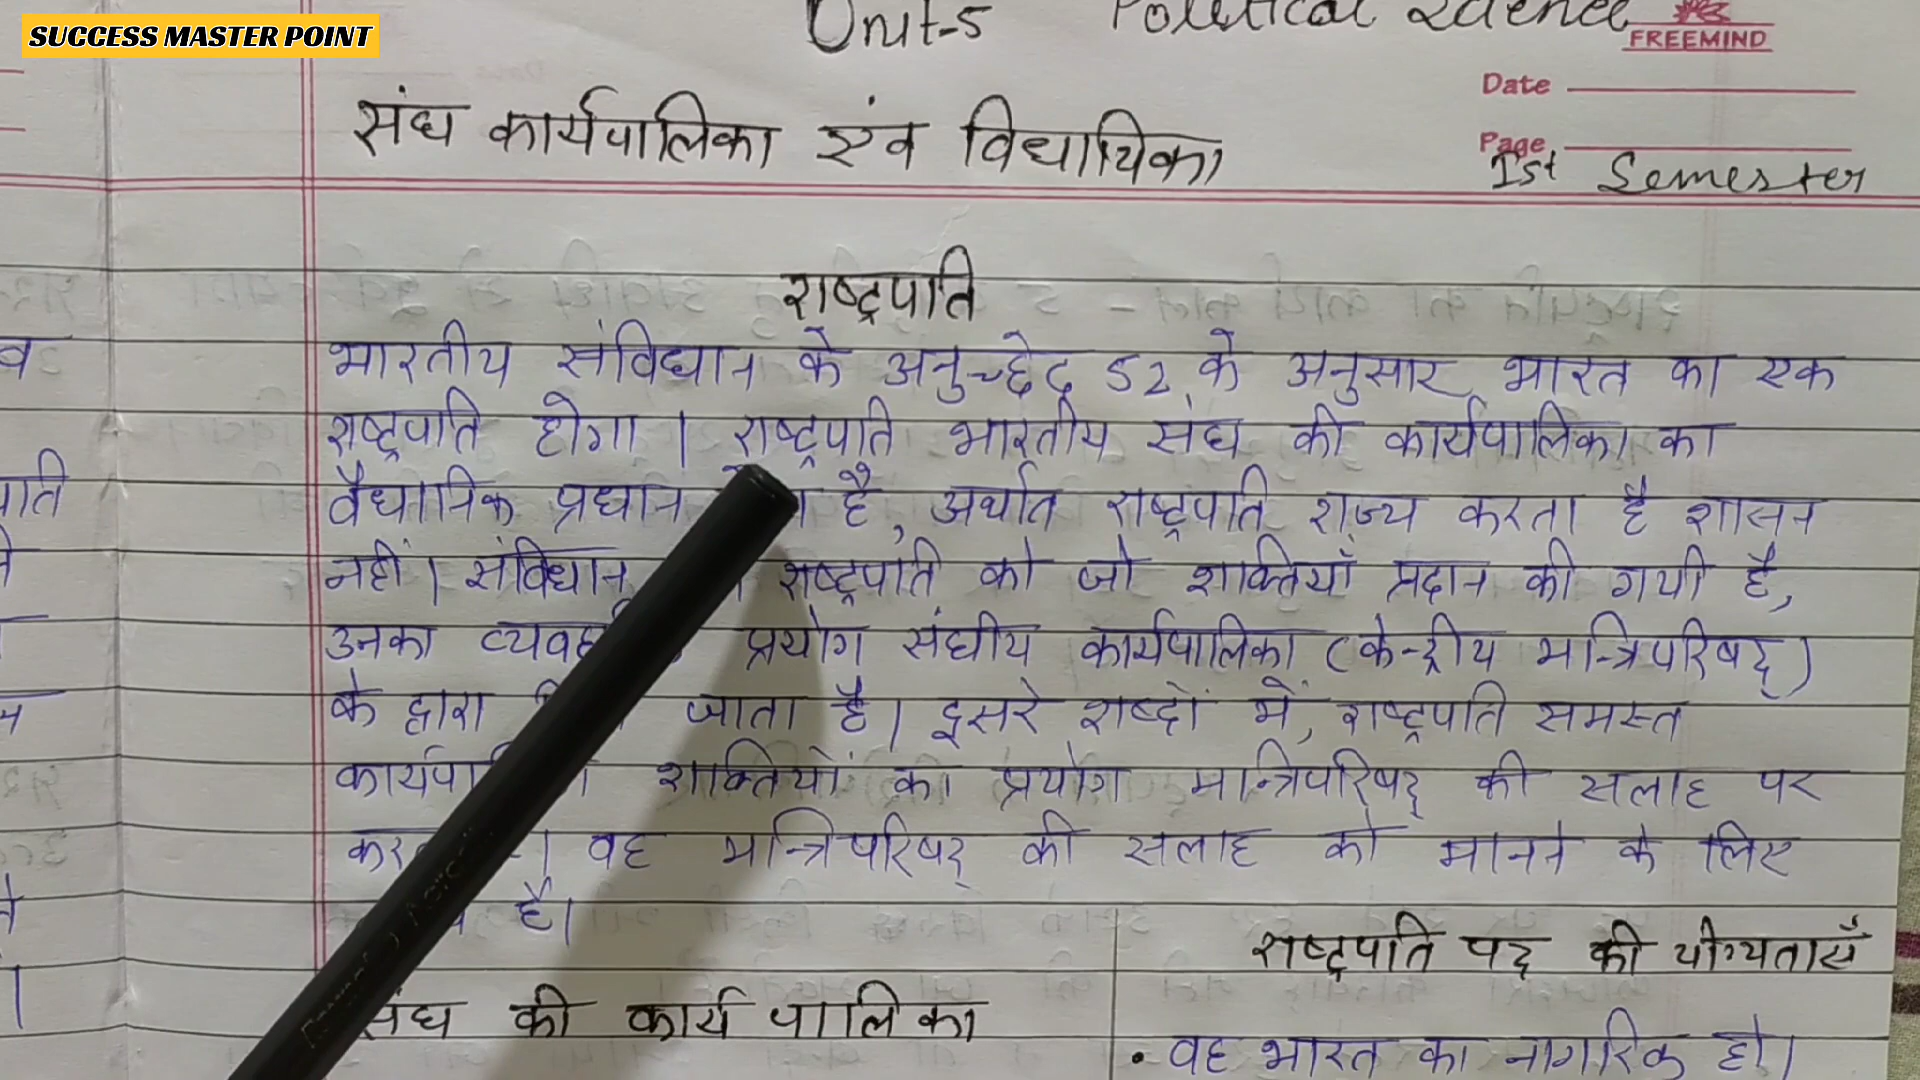 SUCCESS MASTER POINT
Unit-5 Political Science
FREEMIND
Date
संघ कार्यपालिका एंव विधायिका
Page
Ist Semester
राष्ट्रपति
भारतीय संविधान के अनुच्छेद 52 के अनुसार भारत का एक
राष्ट्रपति होगा। राष्ट्रपति भारतीय संघ की कार्यपालिका का
वैधानिक प्रधान है, अर्थात राष्ट्रपति राज्य करता है शासन
नहीं। संविधान राष्ट्रपति को जो शक्तियाँ प्रदान की गयी है,
उनका प्रयोग संघीय कार्यपालिका (केन्द्रीय मन्त्रिपरिषद्)
के द्वारा जाता है। दूसरे शब्दों में, राष्ट्रपति समस्त
शक्तियों का प्रयोग मन्त्रिपरिषद् की सलाह पर
वह मन्त्रिपरिषद् की सलाह को मानने के लिए
है।
राष्ट्रपति पद की योग्यताएँ
संघ की कार्य पालिका
• वह भारत का नागरिक हो।